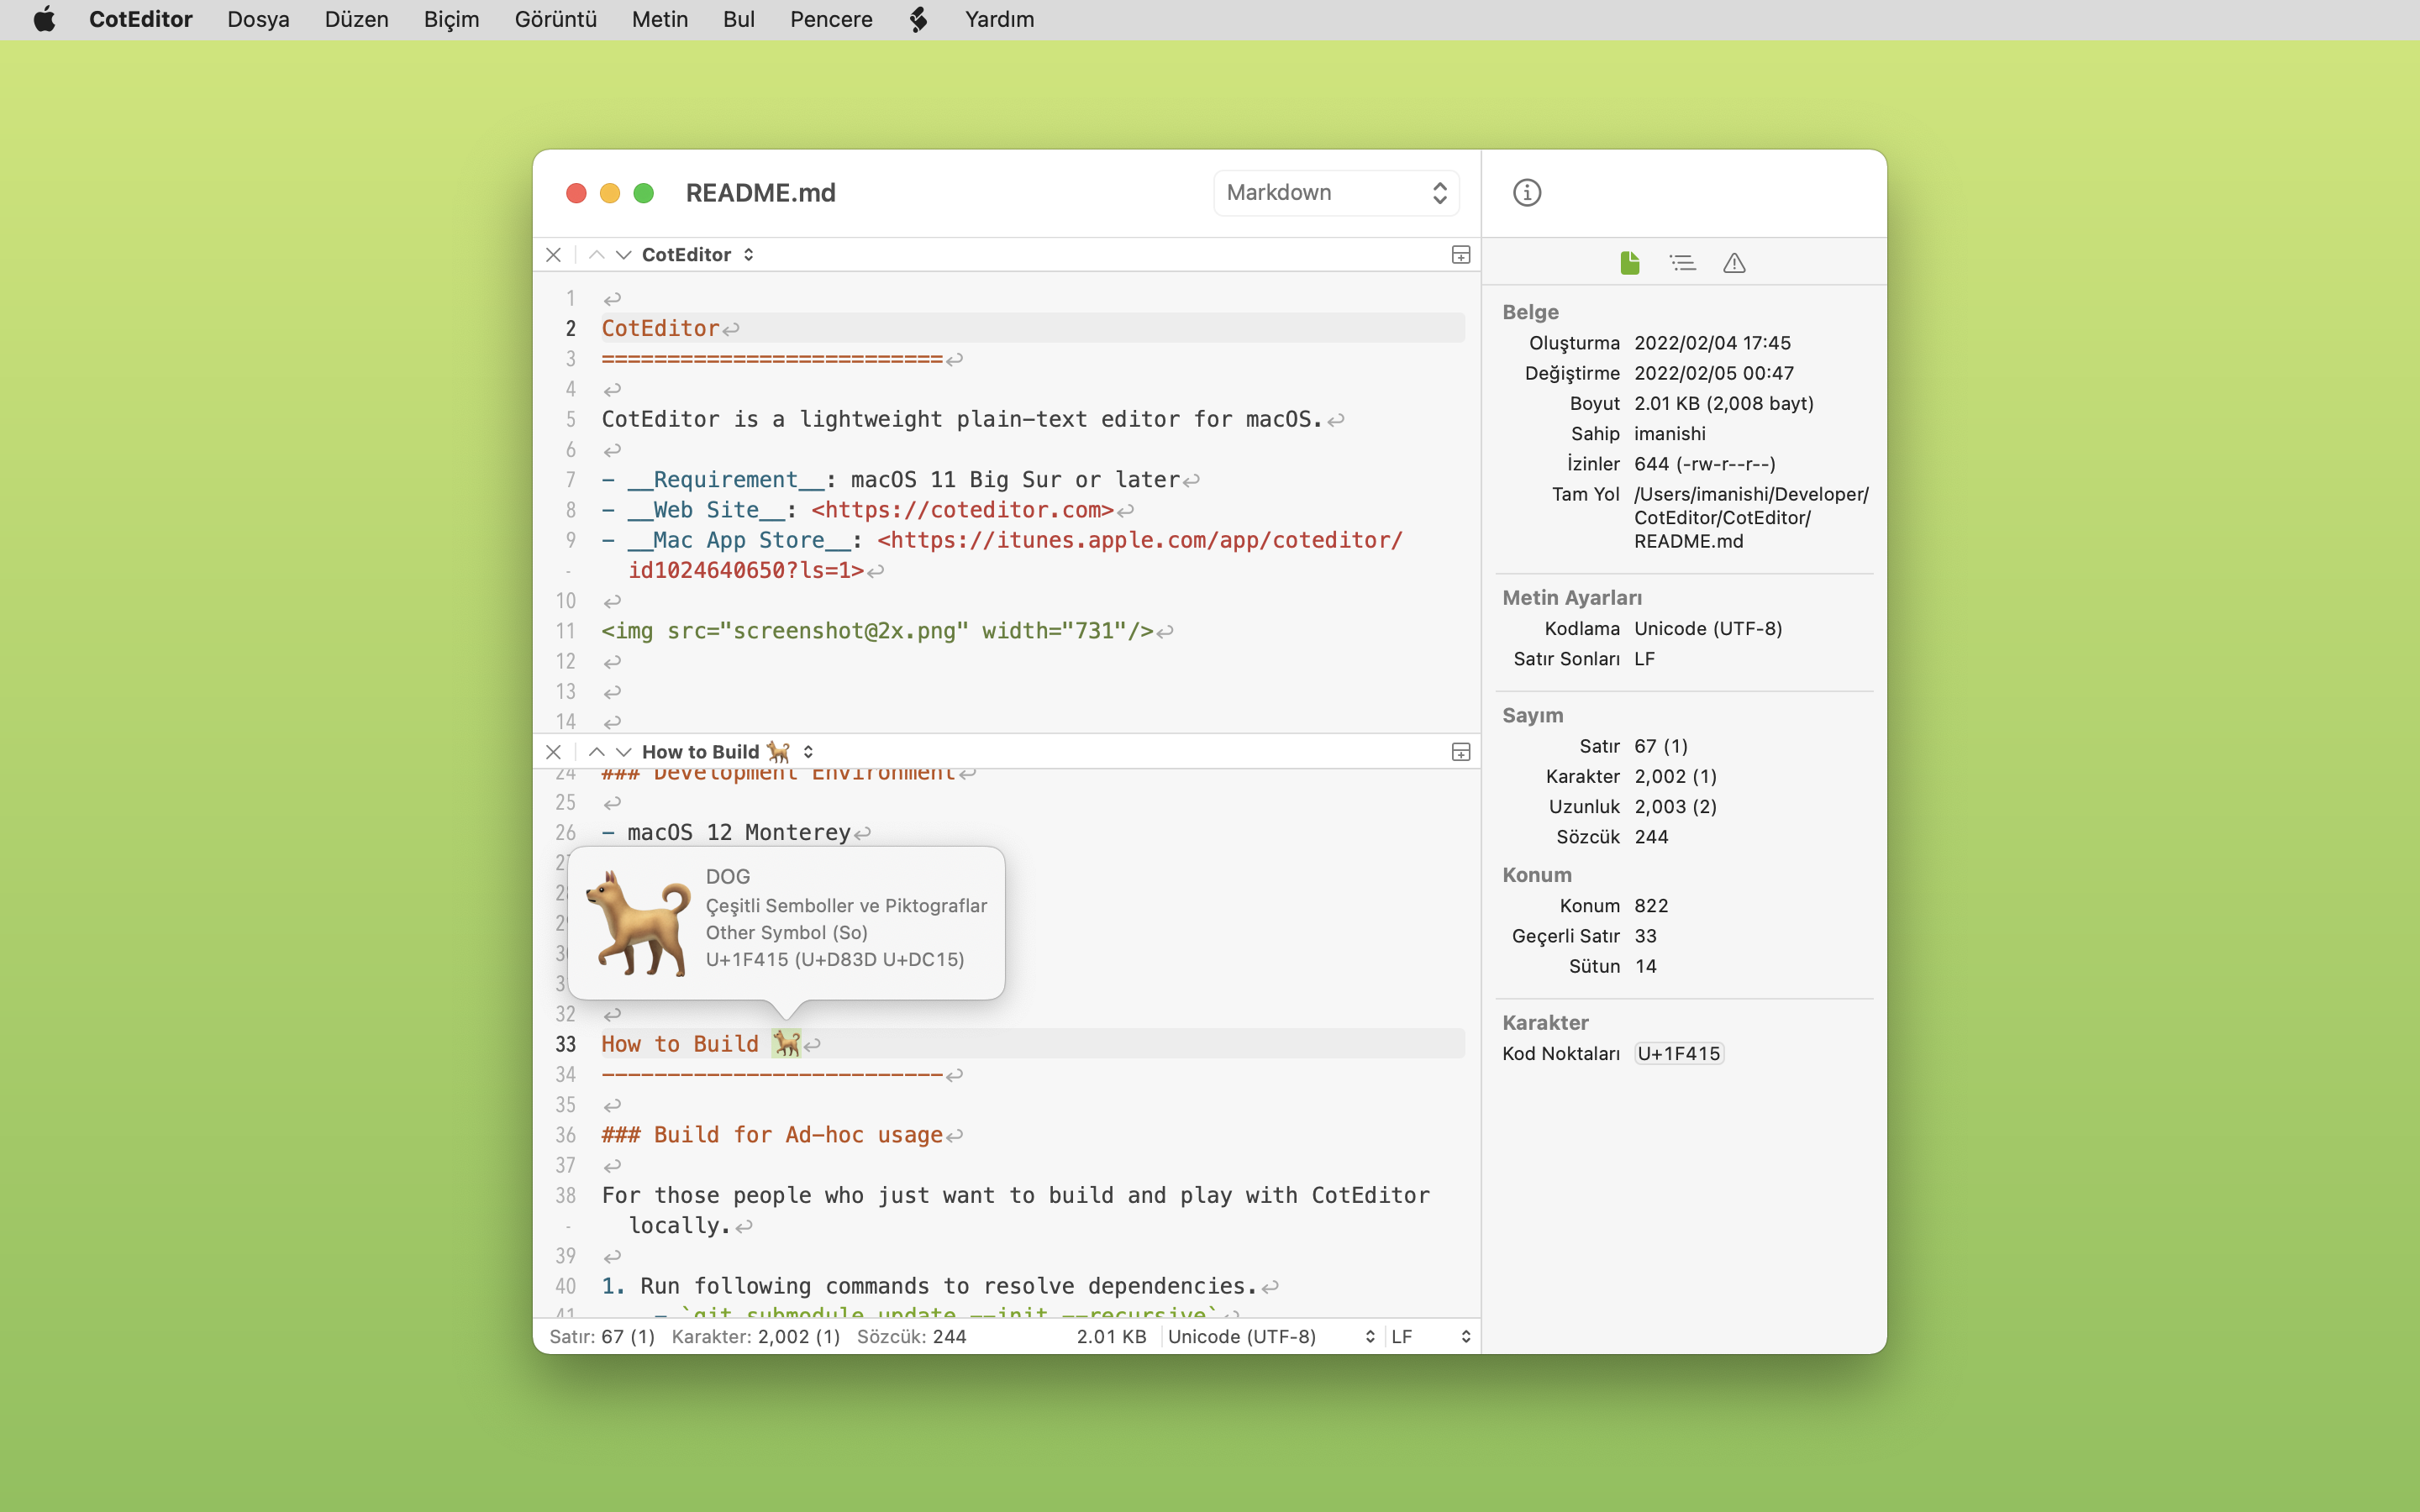 CotEditor Dosya Düzen Biçim Görüntü Metin Bul Pencere Yardım
README.md
Markdown
CotEditor
1 ↩
2 CotEditor↩
3 ==========================↩
4 ↩
5 CotEditor is a lightweight plain-text editor for macOS.↩
6 ↩
7 - __Requirement__: macOS 11 Big Sur or later↩
8 - __Web Site__: <https://coteditor.com>↩
9 - __Mac App Store__: <https://itunes.apple.com/app/coteditor/
- id1024640650?ls=1>↩
10 ↩
11 <img src="screenshot@2x.png" width="731"/>↩
12 ↩
13 ↩
14 ↩
How to Build 🐕
24 ### Development Environment↩
25 ↩
26 - macOS 12 Monterey↩
DOG
Çeşitli Semboller ve Piktograflar
Other Symbol (So)
U+1F415 (U+D83D U+DC15)
32 ↩
33 How to Build 🐕↩
34 --------------------------↩
35 ↩
36 ### Build for Ad-hoc usage↩
37 ↩
38 For those people who just want to build and play with CotEditor
- locally.↩
39 ↩
40 1. Run following commands to resolve dependencies.↩
41 - `git submodule update --init --recursive`↩
Satır: 67 (1) Karakter: 2,002 (1) Sözcük: 244 2.01 KB Unicode (UTF-8) LF
Belge
Oluşturma 2022/02/04 17:45
Değiştirme 2022/02/05 00:47
Boyut 2.01 KB (2,008 bayt)
Sahip imanishi
İzinler 644 (-rw-r--r--)
Tam Yol /Users/imanishi/Developer/
CotEditor/CotEditor/
README.md
Metin Ayarları
Kodlama Unicode (UTF-8)
Satır Sonları LF
Sayım
Satır 67 (1)
Karakter 2,002 (1)
Uzunluk 2,003 (2)
Sözcük 244
Konum
Konum 822
Geçerli Satır 33
Sütun 14
Karakter
Kod Noktaları U+1F415